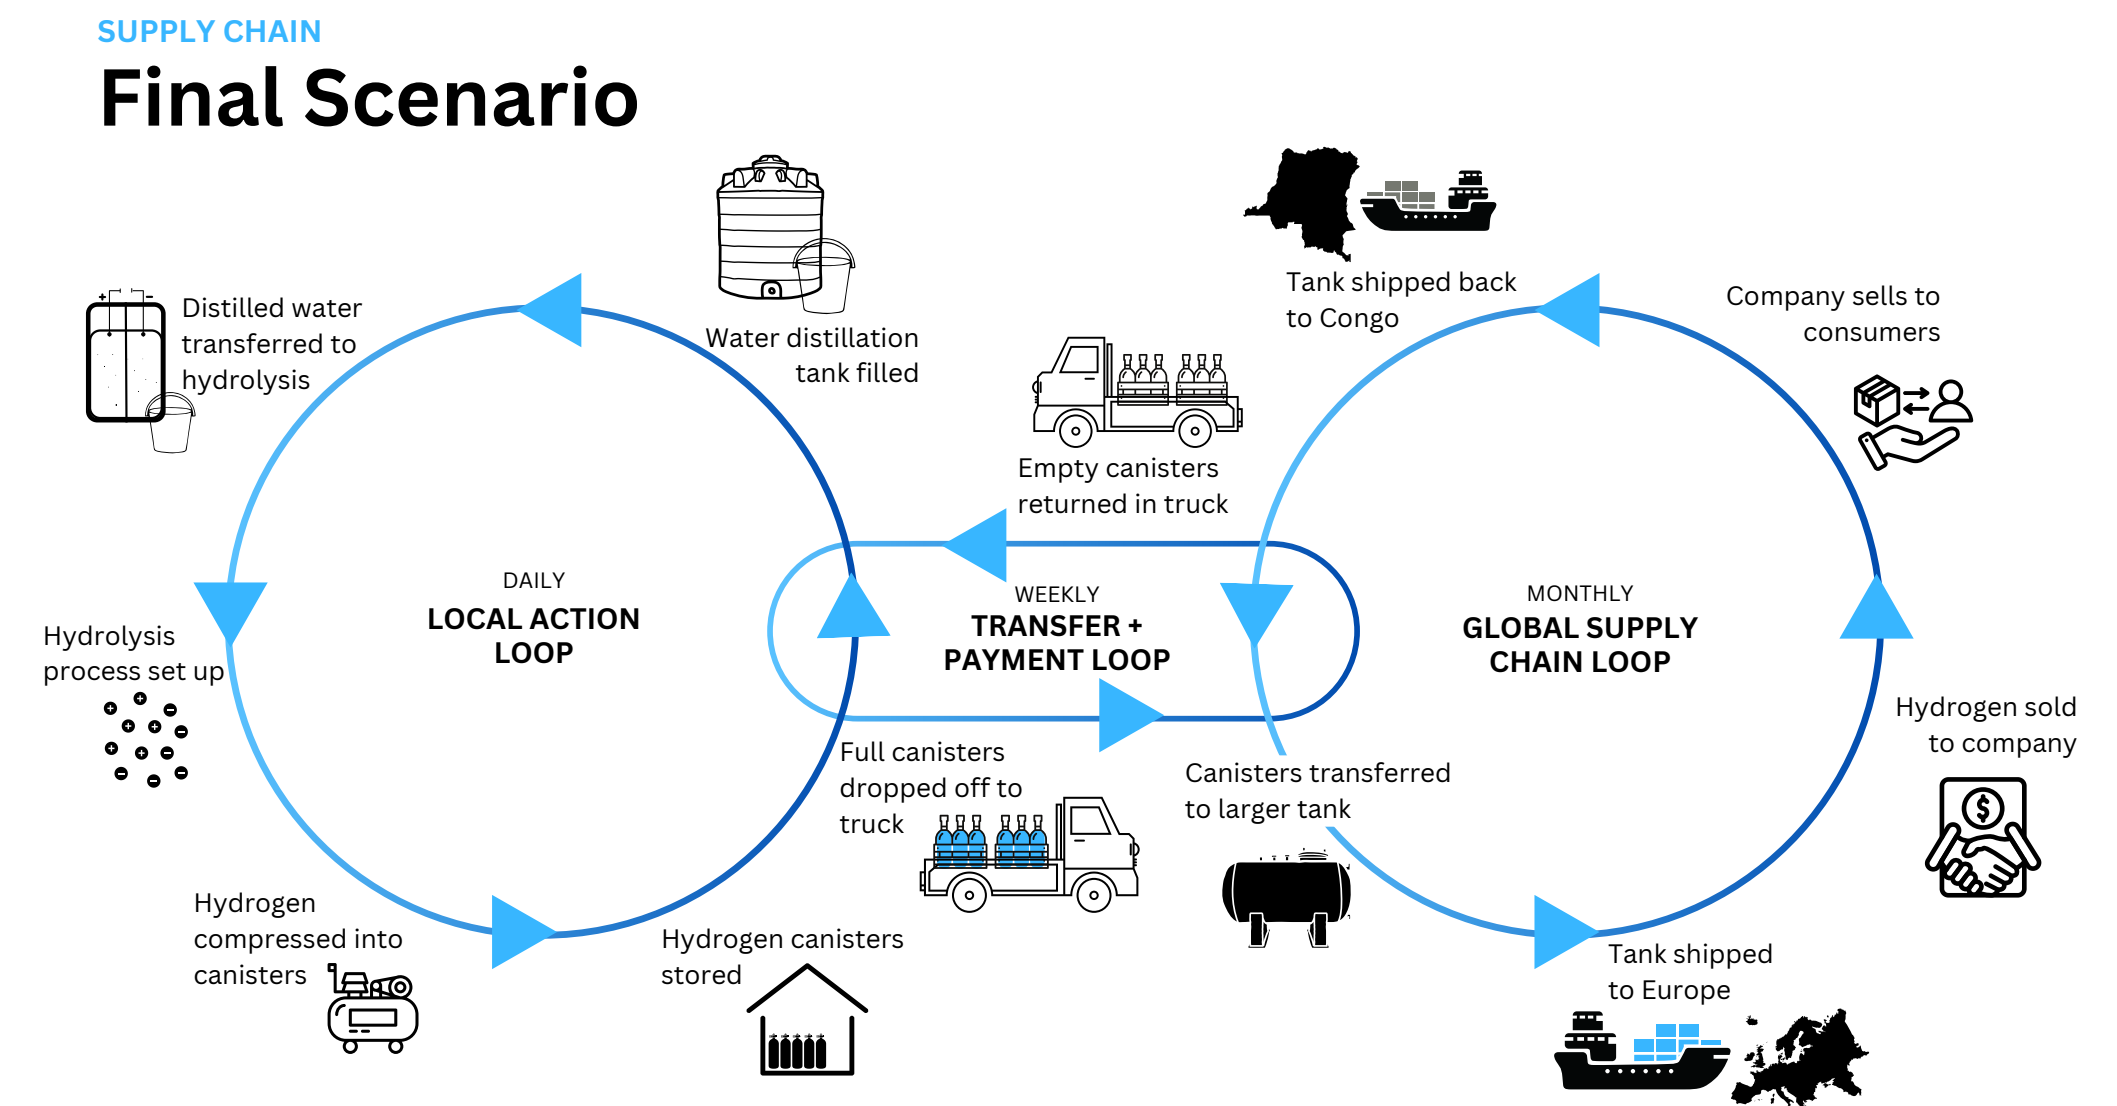 SUPPLY CHAIN
Final Scenario
Water distillation
tank filled
Distilled water
transferred to
hydrolysis
Hydrolysis
process set up
Hydrogen
compressed into
canisters
Hydrogen canisters
stored
DAILY
LOCAL ACTION
LOOP
Empty canisters
returned in truck
WEEKLY
TRANSFER +
PAYMENT LOOP
Full canisters
dropped off to
truck
Tank shipped back
to Congo
Company sells to
consumers
MONTHLY
GLOBAL SUPPLY
CHAIN LOOP
Hydrogen sold
to company
$
Canisters transferred
to larger tank
Tank shipped
to Europe